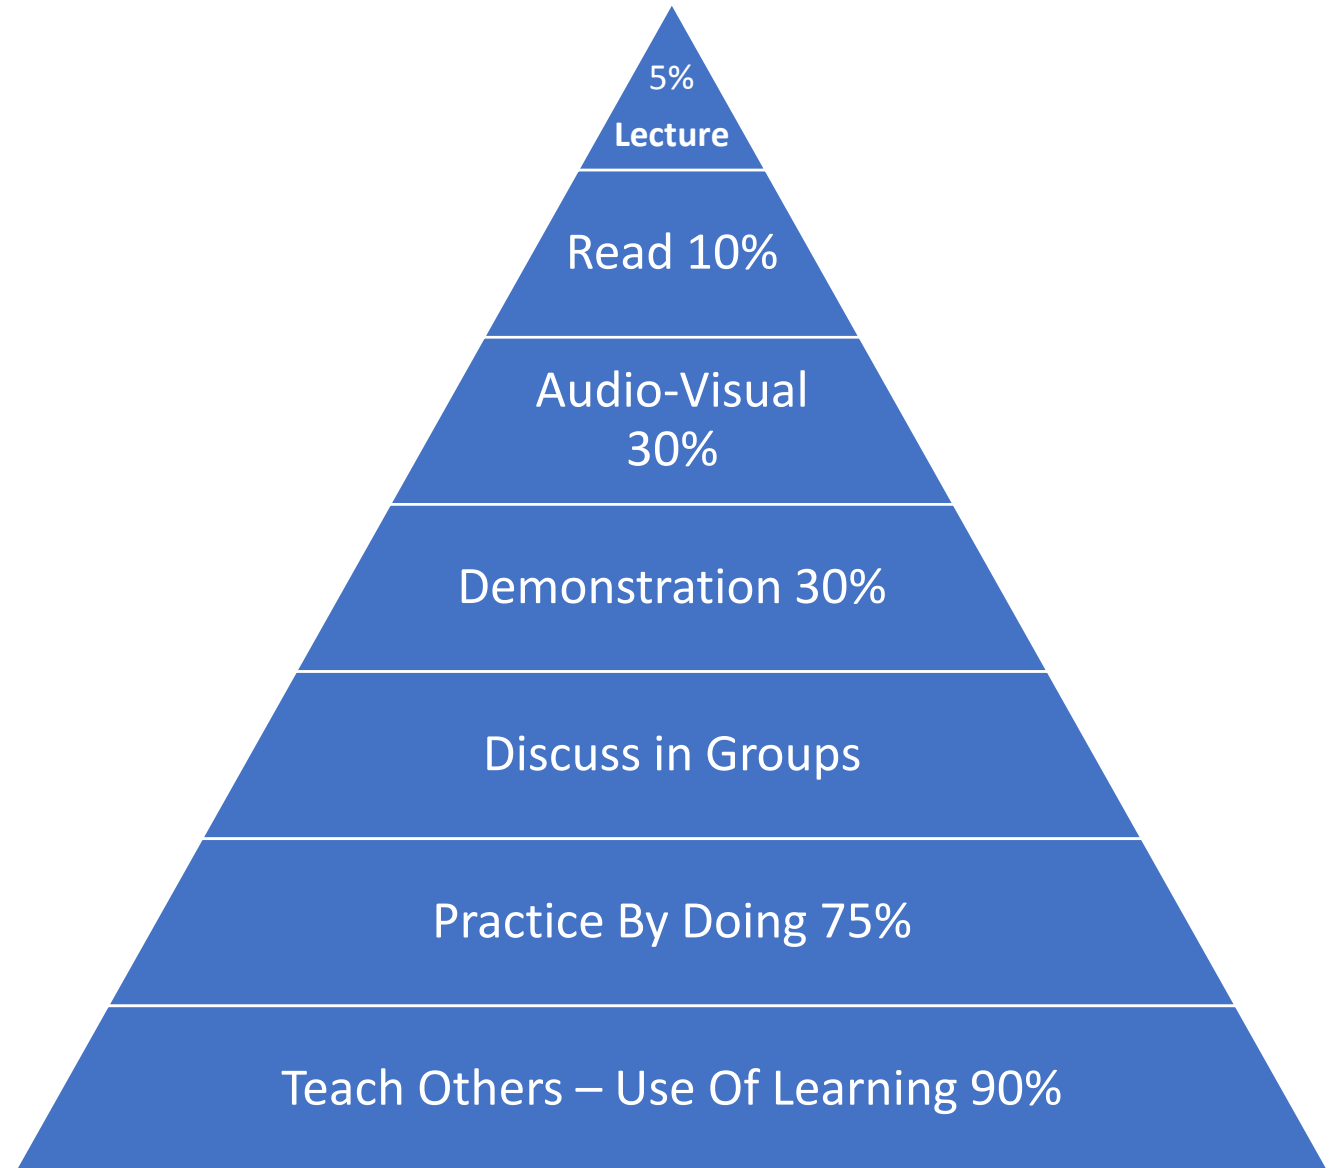 5%
Lecture
Read 10%
Audio-Visual
30%
Demonstration 30%
Discuss in Groups
Practice By Doing 75%
Teach Others – Use Of Learning 90%